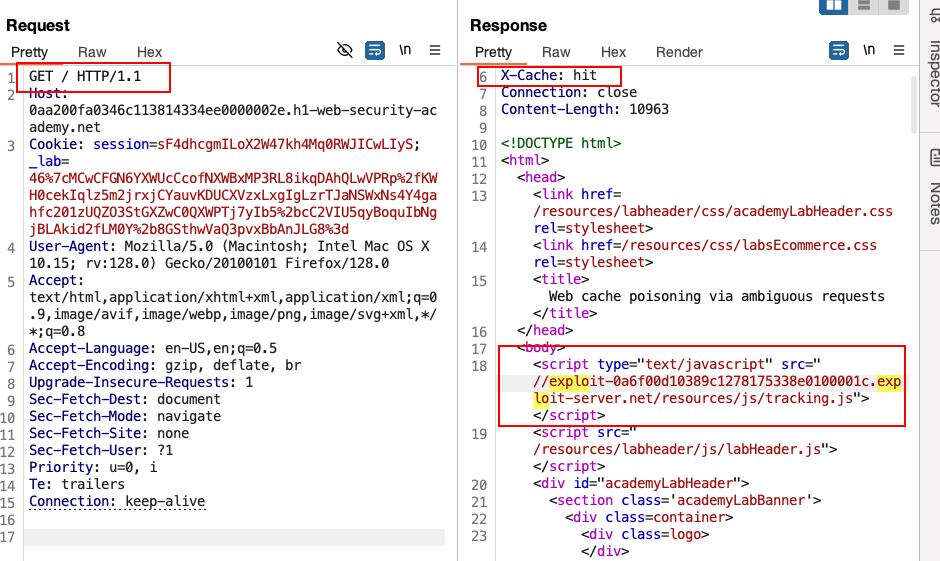 Request
Pretty Raw Hex
\n
1 GET / HTTP/1.1
2 Host:
0aa200fa0346c113814334ee0000002e.h1-web-security-ac
ademy.net
3 Cookie: session=sF4dhcgmILoX2W47kh4Mq0RWJICwLIyS;
_lab=
46%7cMCwCFGN6YXWUcCcofNXWBxMP3RL8ikqDAhQLwVPRp%2fKW
H0cekIqlz5m2jrxjCYauvKDUCXVzxLxgIgLzrTJaNSWxNs4Y4ga
hfc201zUQZO3StGXZwC0QXWPTj7yIb5%2bcC2VIU5qyBoquIbNg
jBLAkid2fLM0Y%2b8GSthwVaQ3pvxBbAnJLG8%3d
4 User-Agent: Mozilla/5.0 (Macintosh; Intel Mac OS X
10.15; rv:128.0) Gecko/20100101 Firefox/128.0
5 Accept:
text/html,application/xhtml+xml,application/xml;q=0
.9,image/avif,image/webp,image/png,image/svg+xml,*/
*;q=0.8
6 Accept-Language: en-US,en;q=0.5
7 Accept-Encoding: gzip, deflate, br
8 Upgrade-Insecure-Requests: 1
9 Sec-Fetch-Dest: document
10 Sec-Fetch-Mode: navigate
11 Sec-Fetch-Site: none
12 Sec-Fetch-User: ?1
13 Priority: u=0, i
14 Te: trailers
15 Connection: keep-alive
16
17
Response
Pretty Raw Hex Render
\n
6 X-Cache: hit
7 Connection: close
8 Content-Length: 10963
9
10 <!DOCTYPE html>
11 <html>
12 <head>
13 <link href=
/resources/labheader/css/academyLabHeader.css
rel=stylesheet>
14 <link href=/resources/css/labsEcommerce.css
rel=stylesheet>
15 <title>
Web cache poisoning via ambiguous requests
</title>
16 </head>
17 <body>
18 <script type="text/javascript" src="
//exploit-0a6f00d10389c1278175338e0100001c.exp
loit-server.net/resources/js/tracking.js">
</script>
19 <script src="
/resources/labheader/js/labHeader.js">
</script>
20 <div id="academyLabHeader">
21 <section class='academyLabBanner'>
22 <div class=container>
23 <div class=logo>
</div>
Inspector
Notes